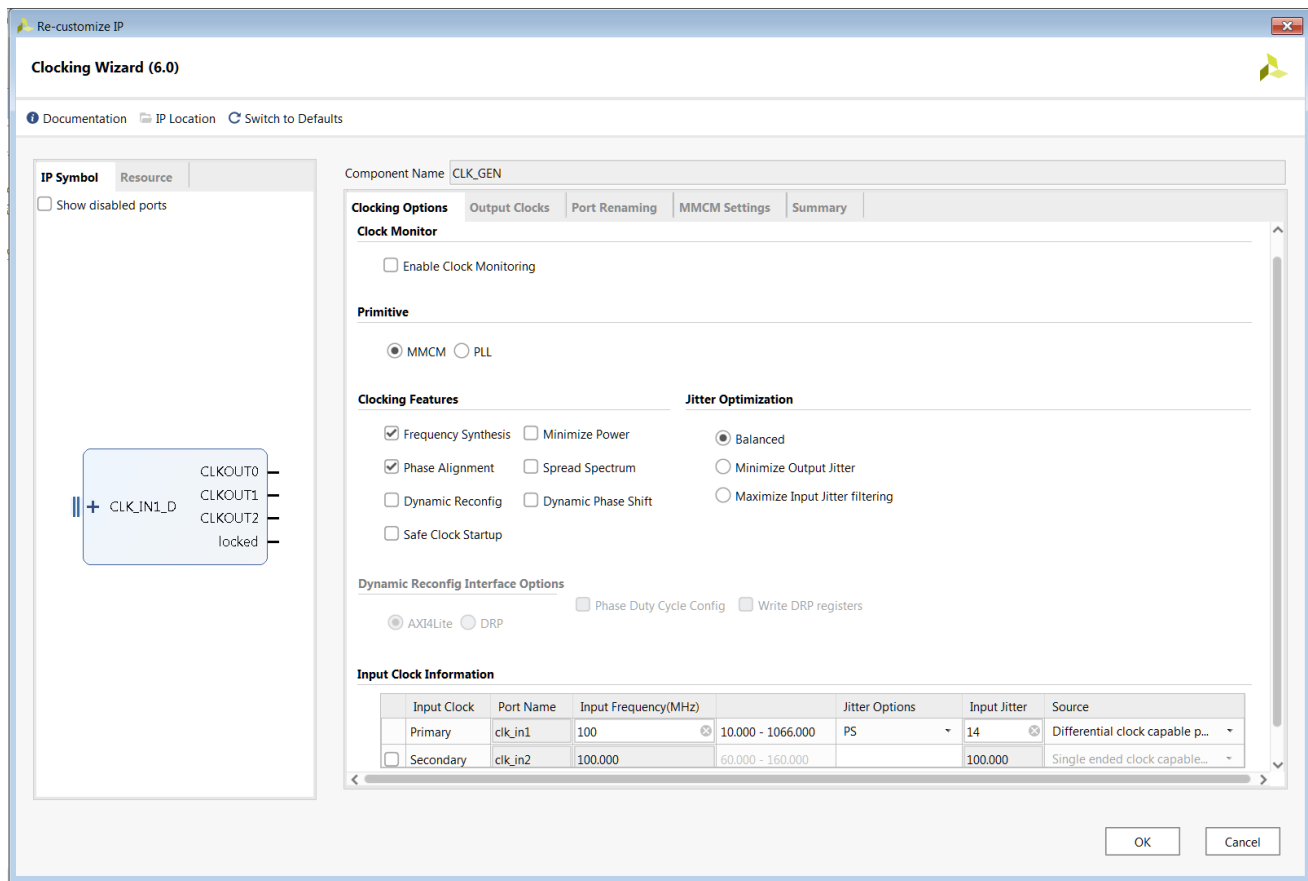 Re-customize IP
Clocking Wizard (6.0)
Documentation IP Location Switch to Defaults
IP Symbol Resource
Show disabled ports
CLK_IN1_D
CLKOUT0
CLKOUT1
CLKOUT2
locked
Component Name CLK_GEN
Clocking Options Output Clocks Port Renaming MMCM Settings Summary
Clock Monitor
Enable Clock Monitoring
Primitive
MMCM PLL
Clocking Features
Frequency Synthesis Minimize Power
Phase Alignment Spread Spectrum
Dynamic Reconfig Dynamic Phase Shift
Safe Clock Startup
Jitter Optimization
Balanced
Minimize Output Jitter
Maximize Input Jitter filtering
Dynamic Reconfig Interface Options
AXI4Lite DRP
Phase Duty Cycle Config Write DRP registers
Input Clock Information
Input Clock Port Name Input Frequency(MHz) Jitter Options Input Jitter Source
Primary clk_in1 100 10.000 - 1066.000 PS 14 Differential clock capable p...
Secondary clk_in2 100.000 60.000 - 160.000 100.000 Single ended clock capable...
OK Cancel